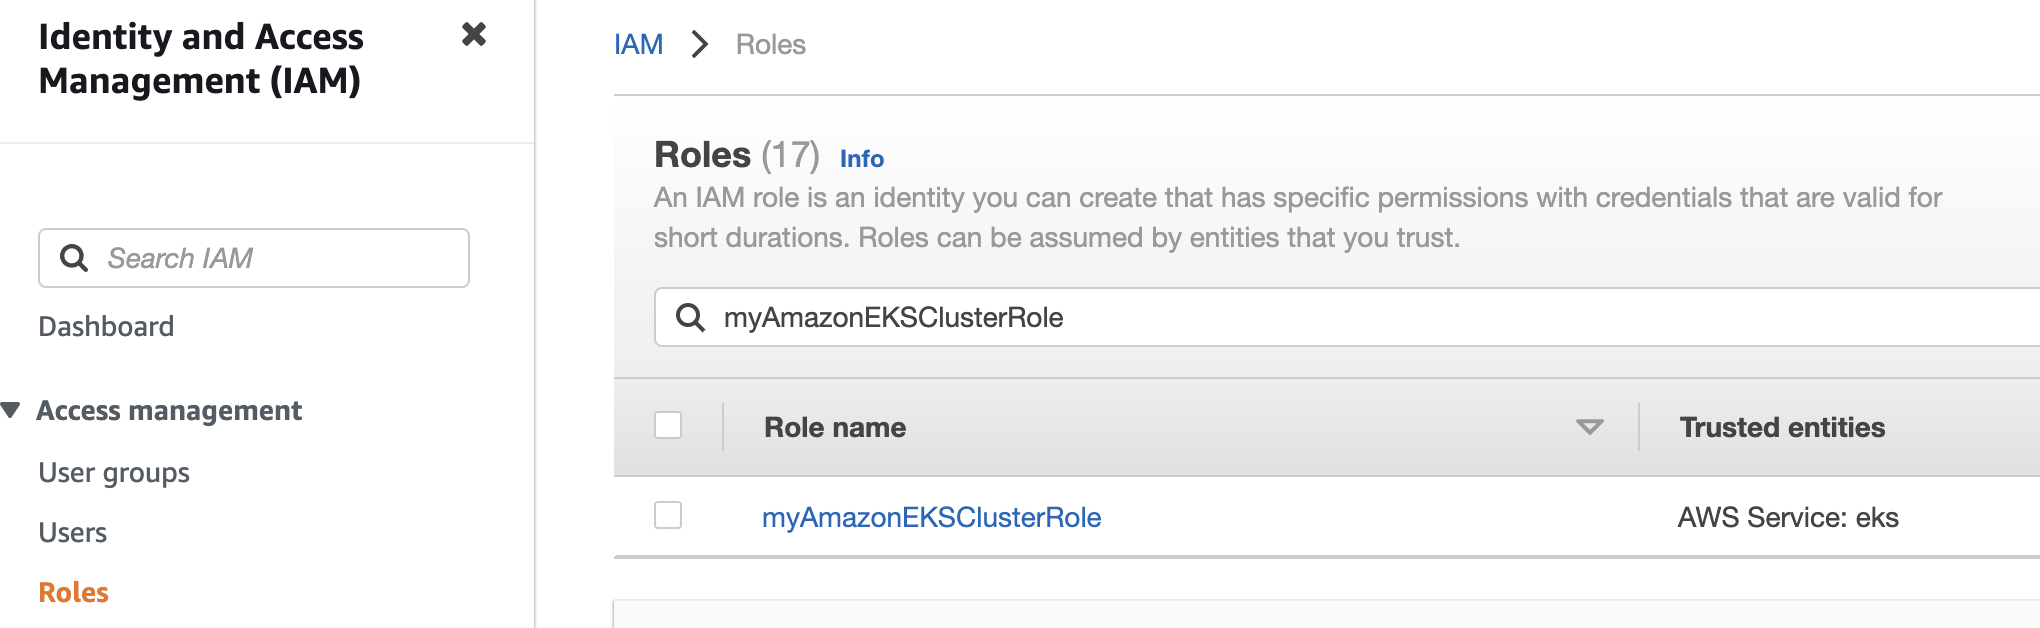 Identity and Access
Management (IAM)
Search IAM
Dashboard
Access management
User groups
Users
Roles
IAM > Roles
Roles (17) Info
An IAM role is an identity you can create that has specific permissions with credentials that are valid for
short durations. Roles can be assumed by entities that you trust.
myAmazonEKSClusterRole
Role name Trusted entities
myAmazonEKSClusterRole AWS Service: eks